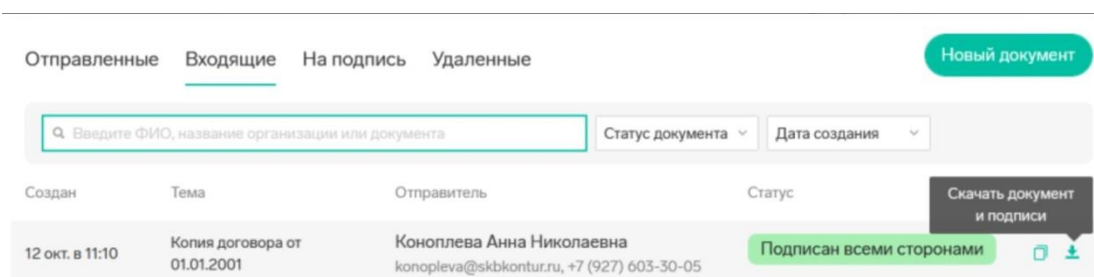 Отправленные Входящие На подпись Удаленные Новый документ
Введите ФИО, название организации или документа Статус документа Дата создания
Создан Тема Отправитель Статус Скачать документ
и подписи
12 окт. в 11:10 Копия договора от Коноплева Анна Николаевна Подписан всеми сторонами
01.01.2001 konopleva@skbkontur.ru, +7 (927) 603-30-05